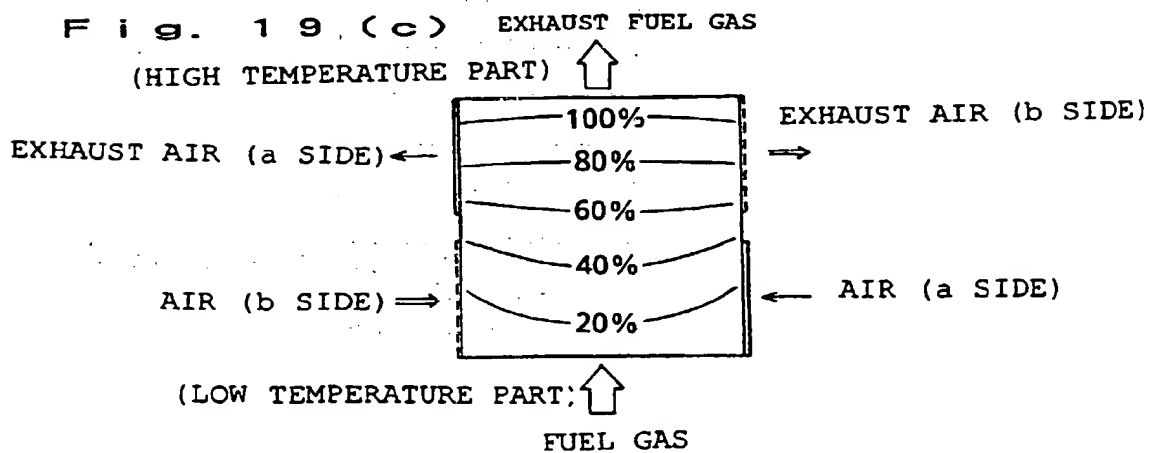 Fig. 19 (c) EXHAUST FUEL GAS
(HIGH TEMPERATURE PART)
100%
EXHAUST AIR (b SIDE)
EXHAUST AIR (a SIDE)
80%
60%
40%
AIR (b SIDE)
AIR (a SIDE)
20%
(LOW TEMPERATURE PART)
FUEL GAS